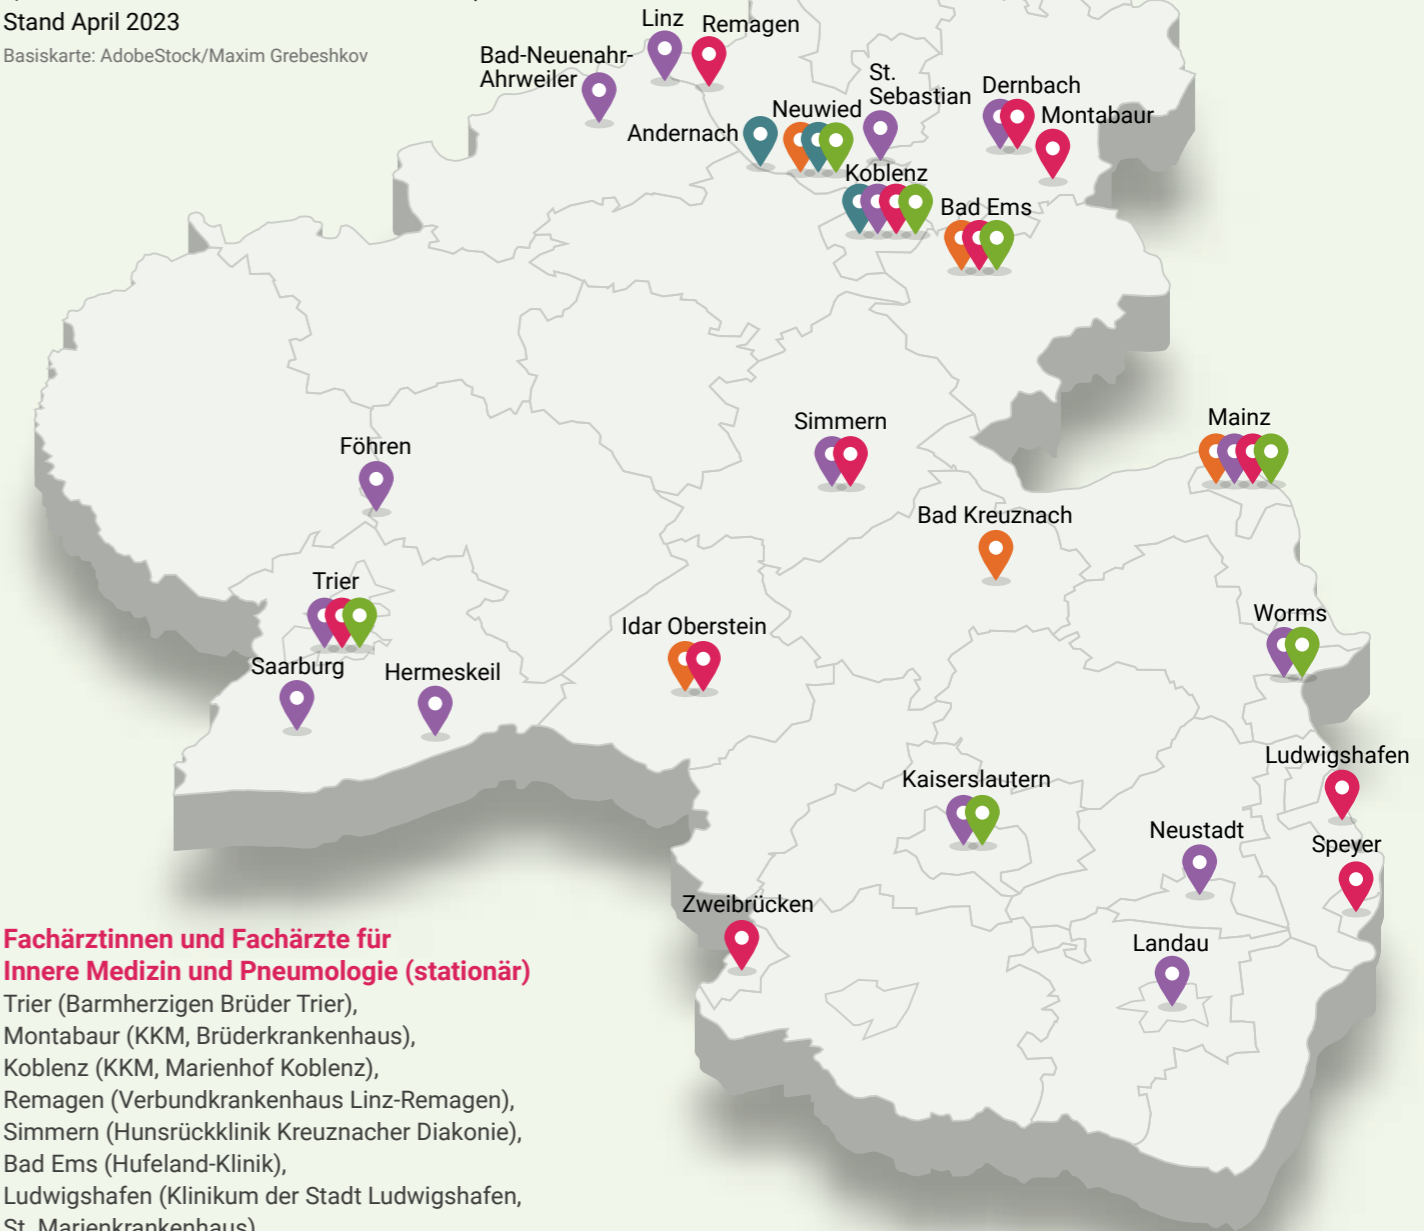 Stand April 2023
Basiskarte: AdobeStock/Maxim Grebeshkov
Linz
Remagen
Bad-Neuenahr-
Ahrweiler
St.
Sebastian
Dernbach
Neuwied
Montabaur
Andernach
Koblenz
Bad Ems
Simmern
Mainz
Föhren
Bad Kreuznach
Trier
Idar Oberstein
Worms
Saarburg
Hermeskeil
Ludwigshafen
Kaiserslautern
Neustadt
Speyer
Zweibrücken
Landau
Fachärztinnen und Fachärzte für
Innere Medizin und Pneumologie (stationär)
Trier (Barmherzigen Brüder Trier),
Montabaur (KKM, Brüderkrankenhaus),
Koblenz (KKM, Marienhof Koblenz),
Remagen (Verbundkrankenhaus Linz-Remagen),
Simmern (Hunsrückklinik Kreuznacher Diakonie),
Bad Ems (Hufeland-Klinik),
Ludwigshafen (Klinikum der Stadt Ludwigshafen,
St. Marienkrankenhaus)